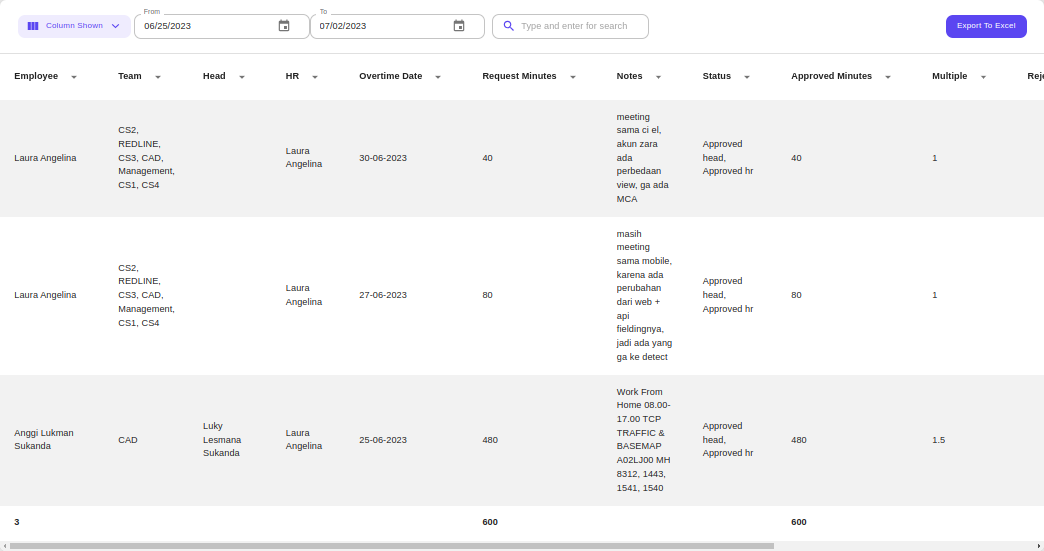 Column Shown
From
06/25/2023
To
07/02/2023
Type and enter for search
Export To Excel
Employee Team Head HR Overtime Date Request Minutes Notes Status Approved Minutes Multiple Reje
Laura Angelina
CS2,
REDLINE,
CS3, CAD,
Management,
CS1, CS4
Laura
Angelina
30-06-2023
40
meeting
sama ci el,
akun zara
ada
perbedaan
view, ga ada
MCA
Approved
head,
Approved hr
40
1
Laura Angelina
CS2,
REDLINE,
CS3, CAD,
Management,
CS1, CS4
Laura
Angelina
27-06-2023
80
masih
meeting
sama mobile,
karena ada
perubahan
dari web +
api
fieldingnya,
jadi ada yang
ga ke detect
Approved
head,
Approved hr
80
1
Anggi Lukman
Sukanda
CAD
Luky
Lesmana
Sukanda
Laura
Angelina
25-06-2023
480
Work From
Home 08.00-
17.00 TCP
TRAFFIC &
BASEMAP
A02LJ00 MH
8312, 1443,
1541, 1540
Approved
head,
Approved hr
480
1.5
3 600 600